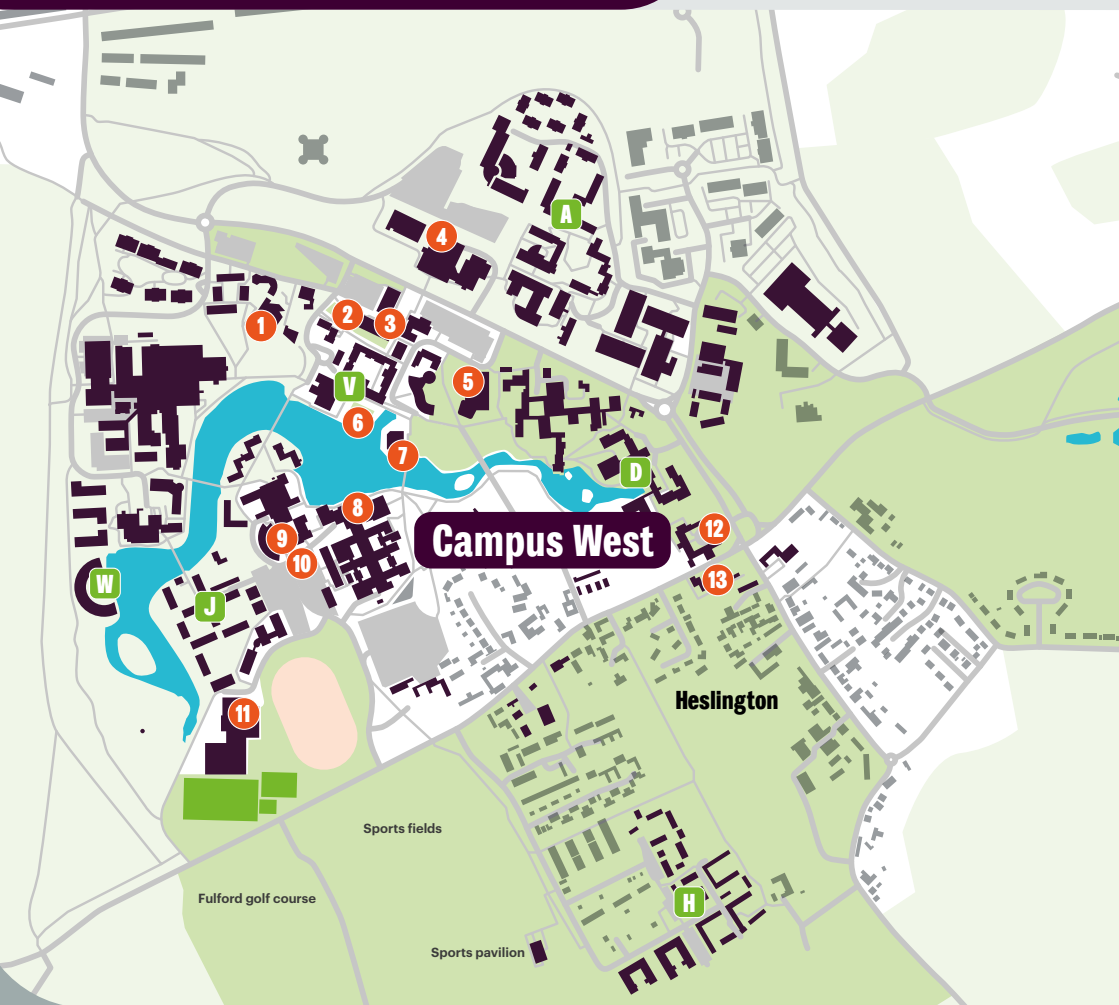 A
4
1
2
3
V
5
6
7
D
8
Campus West
12
9
10
13
W
J
Heslington
11
Sports fields
Fulford golf course
H
Sports pavilion